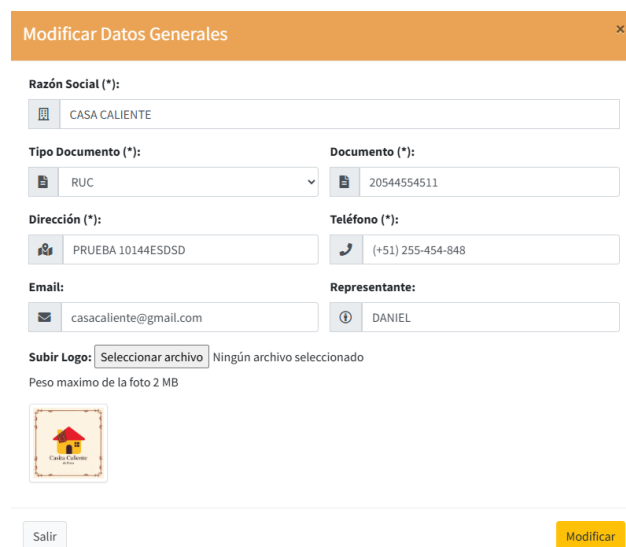 Modificar Datos Generales
×
Razón Social (*):
CASA CALIENTE
Tipo Documento (*): Documento (*):
RUC 20544554511
Dirección (*): Teléfono (*):
PRUEBA 10144ESDSD (+51) 255-454-848
Email: Representante:
casacaliente@gmail.com DANIEL
Subir Logo: Seleccionar archivo Ningún archivo seleccionado
Peso maximo de la foto 2 MB
Casita Caliente
Salir Modificar